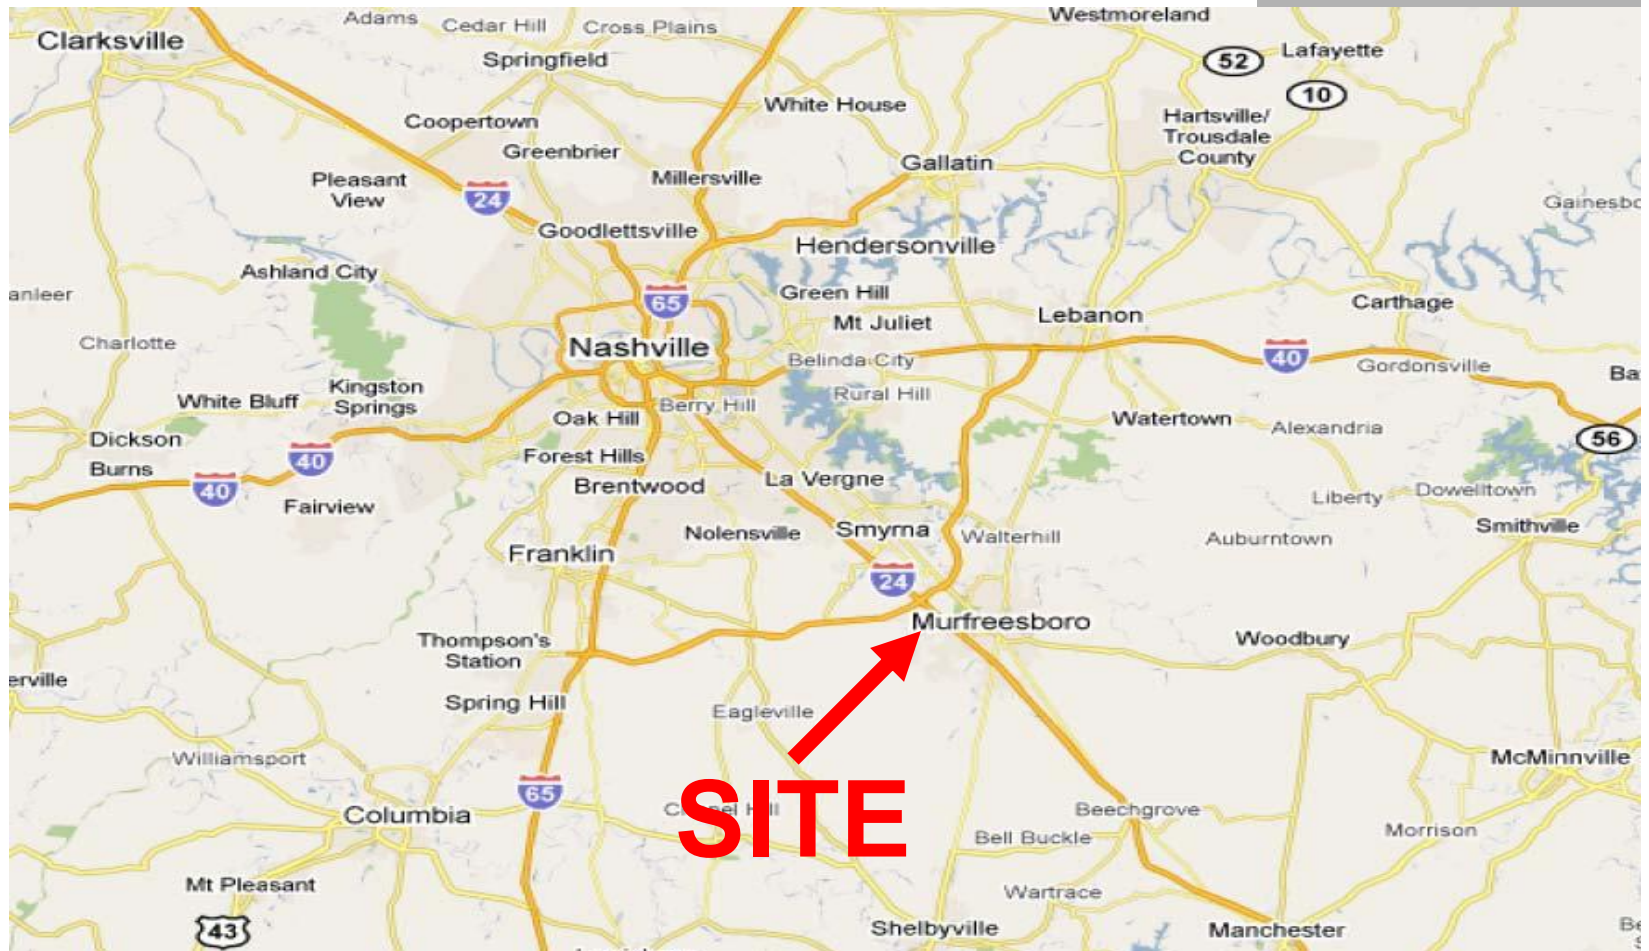 Adams
Cedar Hill
Cross Plains
Westmoreland
Clarksville
Springfield
52
Lafayette
10
White House
Coopertown
Hartsville/
Trousdale
County
Greenbrier
Gallatin
Pleasant
View
Millersville
24
Goodlettsville
Hendersonville
Ashland City
anleer
65
Green Hill
Carthage
Lebanon
Mt Juliet
Charlotte
Nashville
Belinda City
40
Gordonsville
Kingston
Springs
White Bluff
Rural Hill
Berry Hill
Oak Hill
Watertown
Alexandria
Dickson
56
Burns
40
Forest Hills
40
Brentwood
La Vergne
Liberty
Dowelltown
Fairview
Nolensville
Smyrna
Walterhill
Auburntown
Smithville
Franklin
24
Murfreesboro
Thompson's
Station
Woodbury
erville
Spring Hill
Eagleville
Williamsport
McMinnville
65
SITE
Columbia
Beechgrove
Bell Buckle
Morrison
Mt Pleasant
Wartrace
43
Shelbyville
Manchester